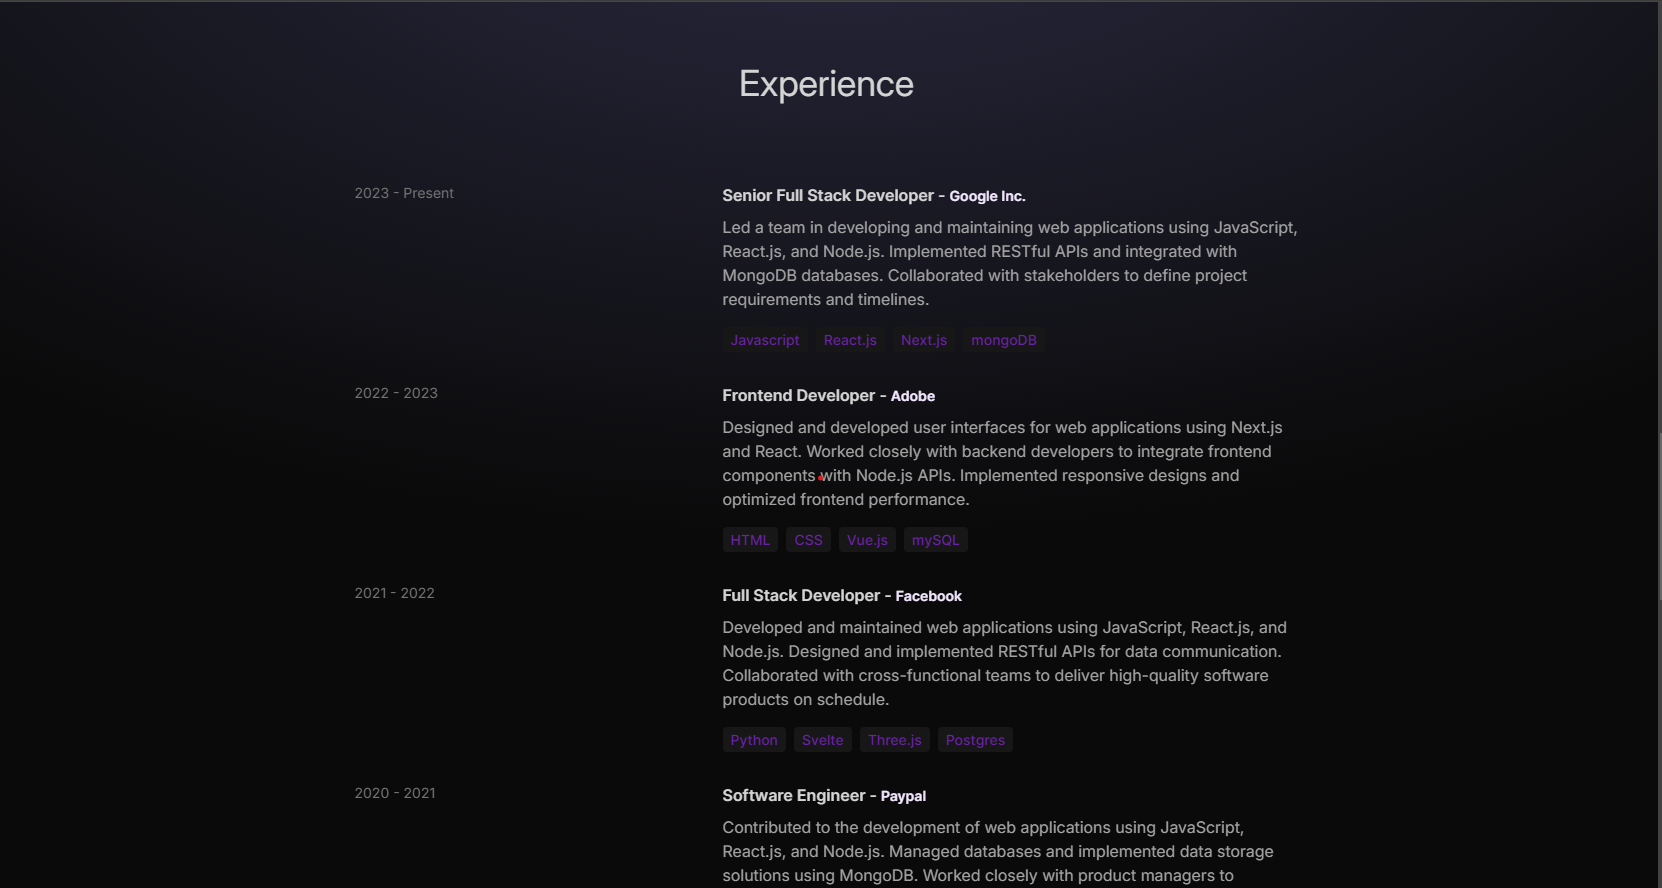 Experience
2023 - Present
Senior Full Stack Developer - Google Inc.
Led a team in developing and maintaining web applications using JavaScript,
React.js, and Node.js. Implemented RESTful APIs and integrated with
MongoDB databases. Collaborated with stakeholders to define project
requirements and timelines.
Javascript React.js Next.js mongoDB
2022 - 2023
Frontend Developer - Adobe
Designed and developed user interfaces for web applications using Next.js
and React. Worked closely with backend developers to integrate frontend
components with Node.js APIs. Implemented responsive designs and
optimized frontend performance.
HTML CSS Vue.js mySQL
2021 - 2022
Full Stack Developer - Facebook
Developed and maintained web applications using JavaScript, React.js, and
Node.js. Designed and implemented RESTful APIs for data communication.
Collaborated with cross-functional teams to deliver high-quality software
products on schedule.
Python Svelte Three.js Postgres
2020 - 2021
Software Engineer - Paypal
Contributed to the development of web applications using JavaScript,
React.js, and Node.js. Managed databases and implemented data storage
solutions using MongoDB. Worked closely with product managers to